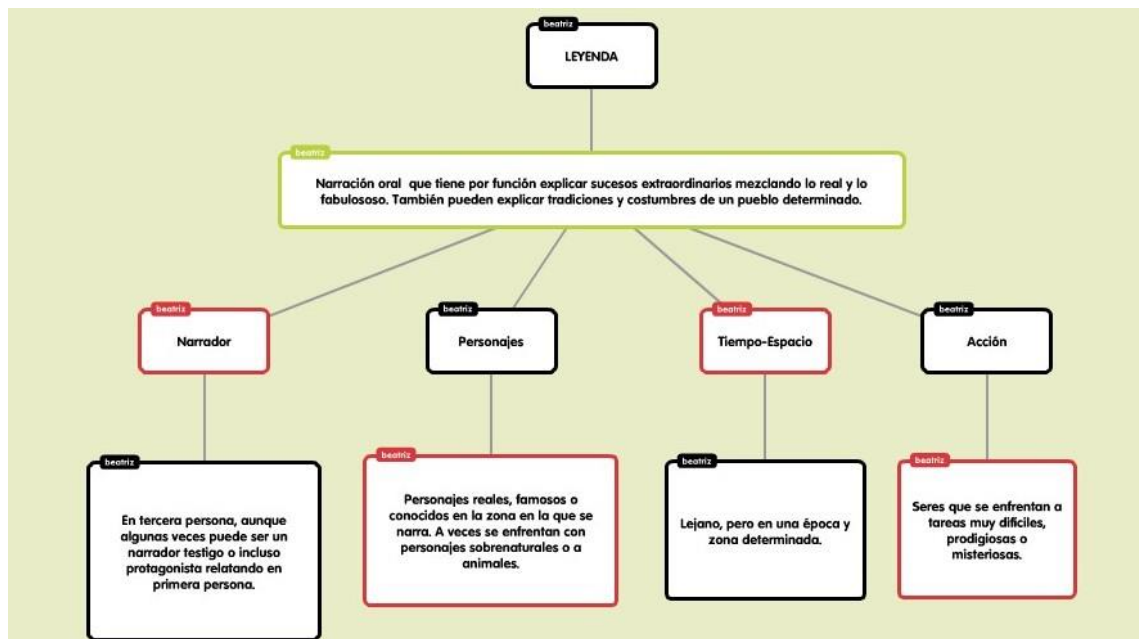 beatriz
LEYENDA
beatriz
Narración oral que tiene por función explicar sucesos extraordinarios mezclando lo real y lo
fabulososo. También pueden explicar tradiciones y costumbres de un pueblo determinado.
beatriz
Narrador
beatriz
Personajes
beatriz
Tiempo-Espacio
beatriz
Acción
beatriz
En tercera persona, aunque
algunas veces puede ser un
narrador testigo o incluso
protagonista relatando en
primera persona.
beatriz
Personajes reales, famosos o
conocidos en la zona en la que se
narra. A veces se enfrentan con
personajes sobrenaturales o a
animales.
beatriz
Lejano, pero en una época y
zona determinada.
beatriz
Seres que se enfrentan a
tareas muy difíciles,
prodigiosas o
misteriosas.